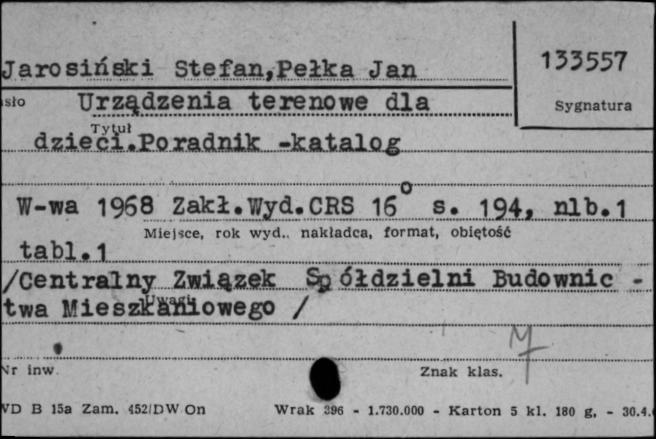 Jarosiński Stefan,Pełka Jan
133557
sło Urządzenia terenowe dla
Sygnatura
Tytuł
dzieci.Poradnik -katalog
W-wa 1968 Zakł.Wyd.CRS 16° s. 194, nlb.1
Miejsce, rok wyd., nakładca, format, objętość
tabl.1
/Centralny Związek Spółdzielni Budownic -
Uwagi
twa Mieszkaniowego /
Nr inw.
Znak klas.
VD B 15a Zam. 452/DW On Wrak 396 - 1.730.000 - Karton 5 kl. 180 g, - 30.4.